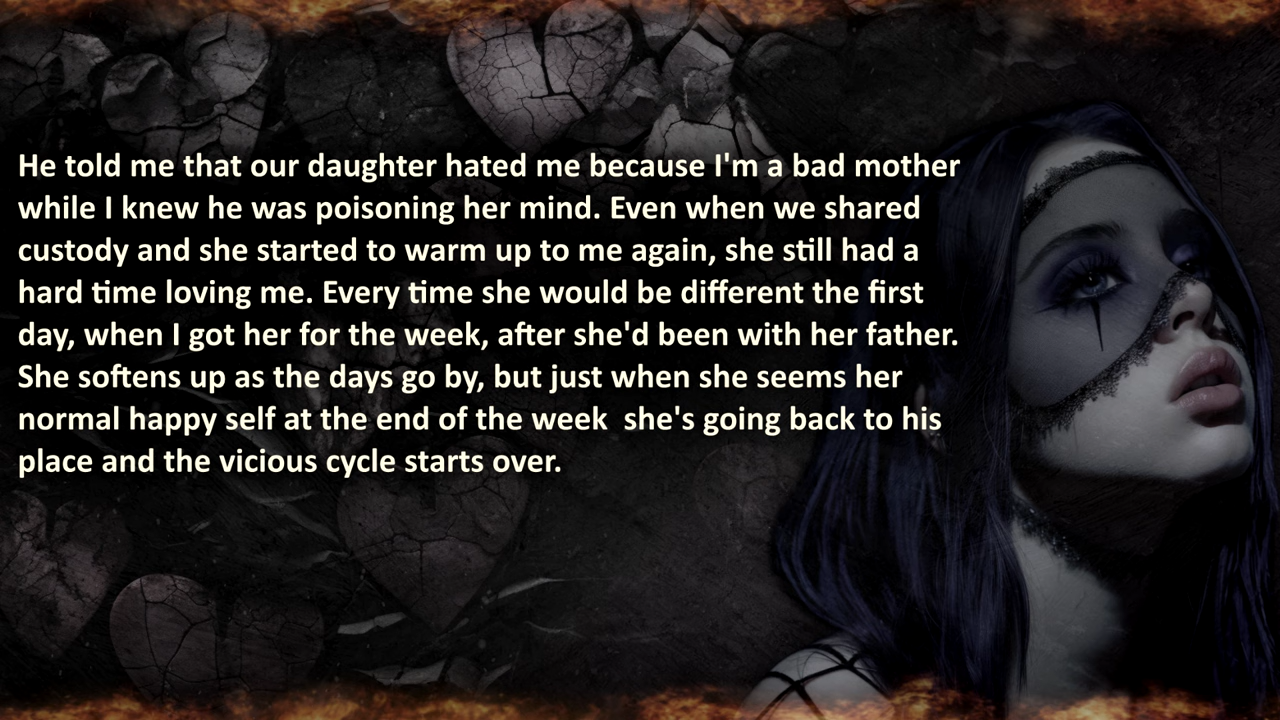 He told me that our daughter hated me because I'm a bad mother
while I knew he was poisoning her mind. Even when we shared
custody and she started to warm up to me again, she still had a
hard time loving me. Every time she would be different the first
day, when I got her for the week, after she'd been with her father.
She softens up as the days go by, but just when she seems her
normal happy self at the end of the week  she's going back to his
place and the vicious cycle starts over.